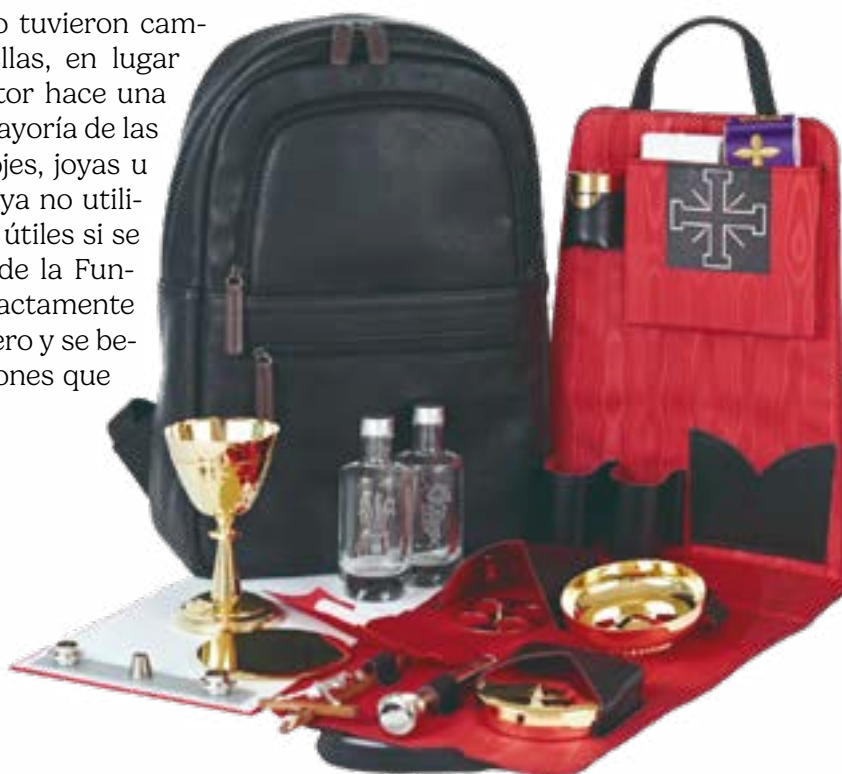 o tuvieron cam-
ellas, en lugar
tor hace una
ayoría de las
ojes, joyas u
ya no utili-
útiles si se
de la Fun-
actamente
ero y se be-
ones que